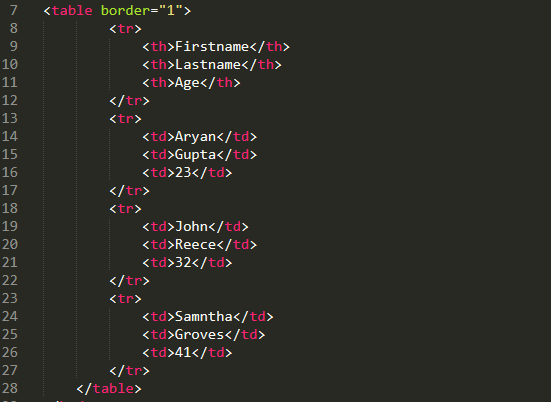 7 <table border="1">
8 <tr>
9 <th>Firstname</th>
10 <th>Lastname</th>
11 <th>Age</th>
12 </tr>
13 <tr>
14 <td>Aryan</td>
15 <td>Gupta</td>
16 <td>23</td>
17 </tr>
18 <tr>
19 <td>John</td>
20 <td>Reece</td>
21 <td>32</td>
22 </tr>
23 <tr>
24 <td>Samntha</td>
25 <td>Groves</td>
26 <td>41</td>
27 </tr>
28 </table>